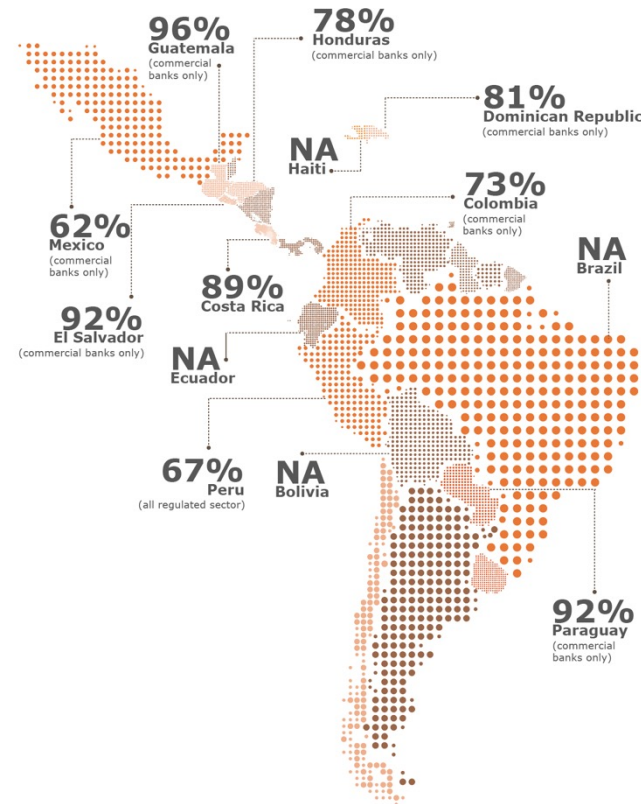 96%
Guatemala
(commercial
banks only)
78%
Honduras
(commercial banks only)
81%
Dominican Republic
(commercial banks only)
NA
Haiti
73%
Colombia
(commercial
banks only)
62%
Mexico
(commercial
banks only)
NA
Brazil
89%
Costa Rica
92%
El Salvador
(commercial banks only)
NA
Ecuador
67%
Peru
(all regulated sector)
NA
Bolivia
92%
Paraguay
(commercial
banks only)